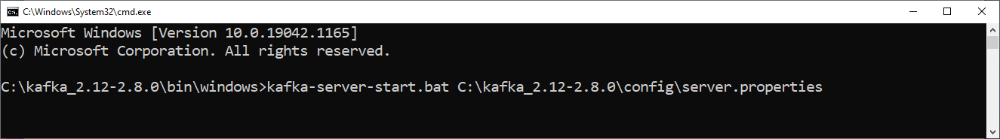 C:\Windows\System32\cmd.exe
Microsoft Windows [Version 10.0.19042.1165]
(c) Microsoft Corporation. All rights reserved.
C:\kafka_2.12-2.8.0\bin\windows>kafka-server-start.bat C:\kafka_2.12-2.8.0\config\server.properties